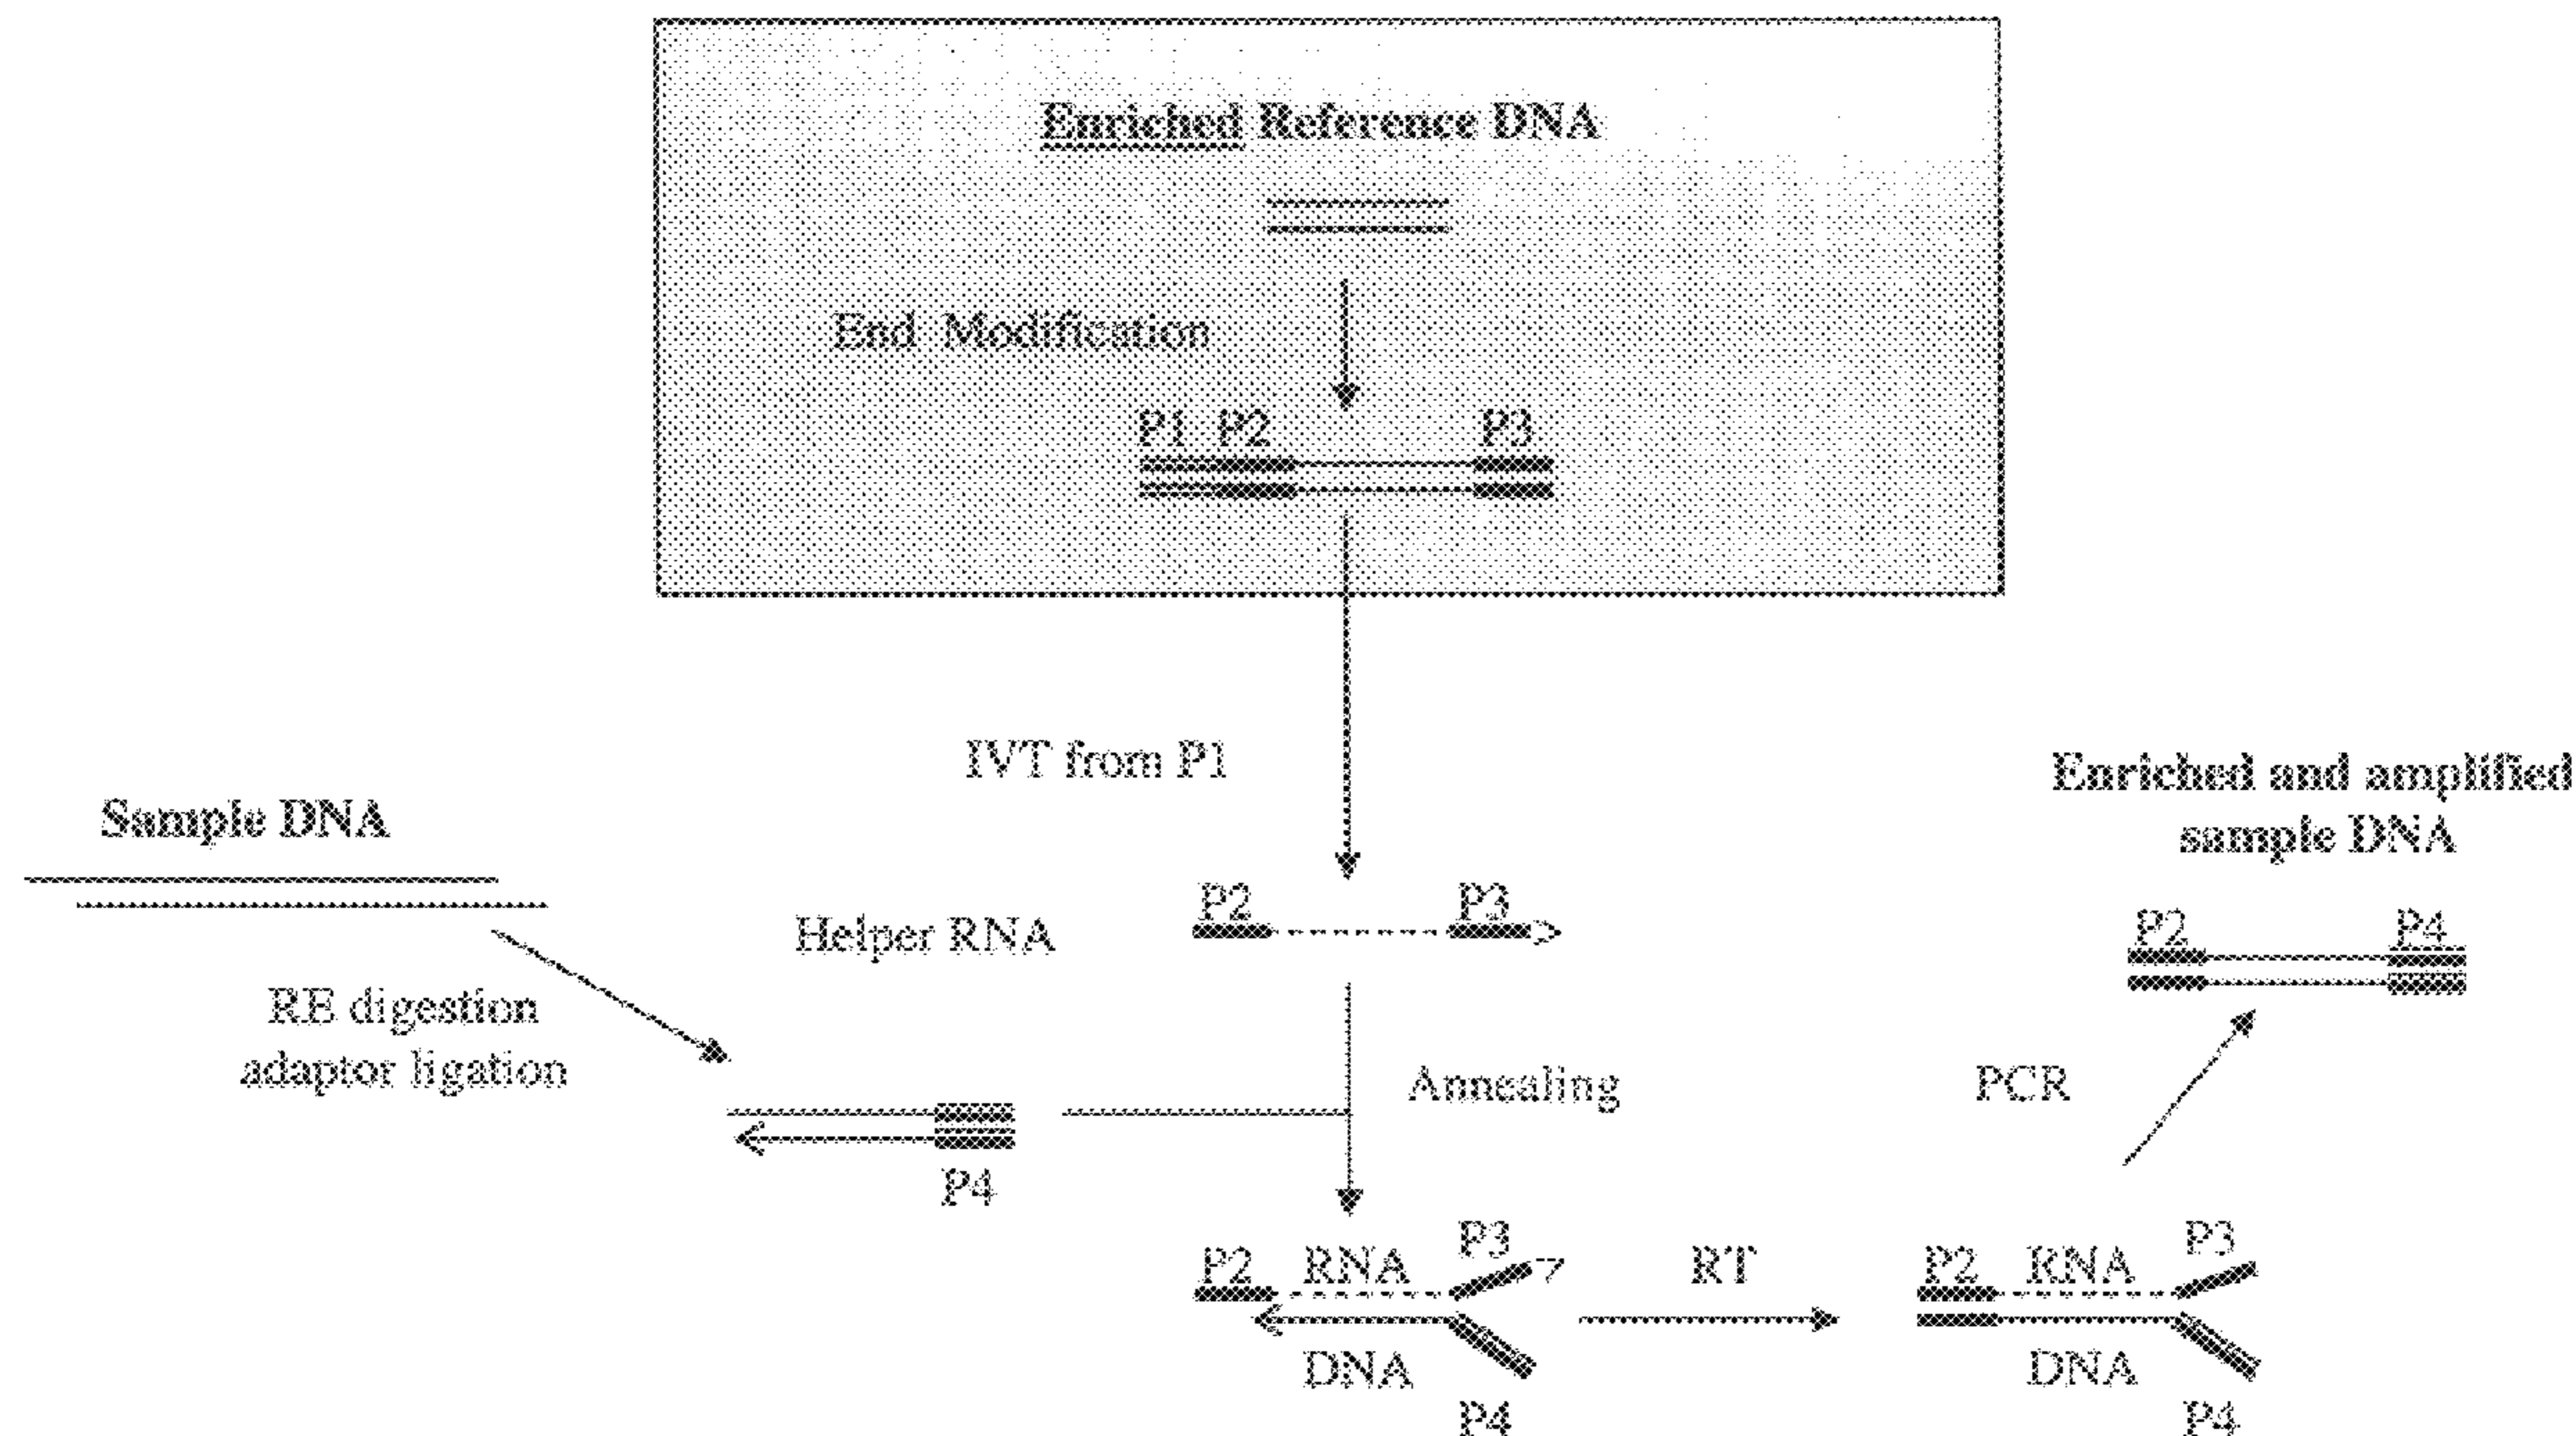 Enriched Reference DNA
End Modification
P1 P2 P3
IVT from P1
Sample DNA
Enriched and amplified
sample DNA
P2 P3
Helper RNA
P2 P4
RE digestion
adaptor ligation
Annealing
PCR
P4
P2 RNA P3
RT
P2 RNA P3
DNA
DNA
P4
P4